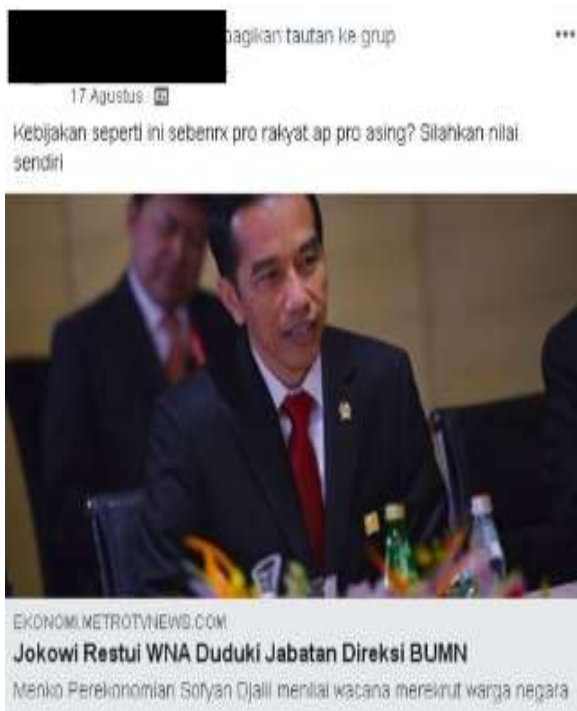 bagikan tautan ke grup
17 Agustus
Kebijakan seperti ini sebenrx pro rakyat ap pro asing? Silahkan nilai
sendiri
EKONOMI.METROTVNEWS.COM
Jokowi Restui WNA Duduki Jabatan Direksi BUMN
Menko Perekonomian Sofyan Djalil menilai wacana merekrut warga negara